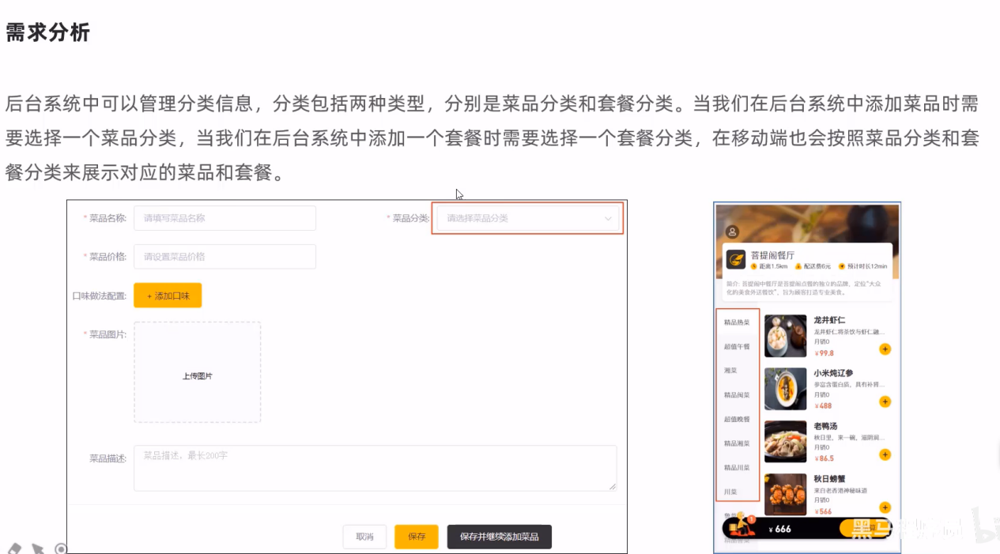 需求分析
后台系统中可以管理分类信息，分类包括两种类型，分别是菜品分类和套餐分类。当我们在后台系统中添加菜品时需
要选择一个菜品分类，当我们在后台系统中添加一个套餐时需要选择一个套餐分类，在移动端也会按照菜品分类和套
餐分类来展示对应的菜品和套餐。
* 菜品名称: 请填写菜品名称
* 菜品分类: 请选择菜品分类
* 菜品价格: 请设置菜品价格
口味做法配置: + 添加口味
* 菜品图片:
上传图片
菜品描述: 菜品描述，最长200字
取消 保存 保存并继续添加菜品
菩提阁餐厅
距离1.5km 配送费6元 预计时长12min
简介: 菩提阁中餐厅是菩提阁点餐的独立的品牌，定位"大众
化的美食外送餐饮"，旨为顾客打造专业美食。
精品热菜
超值午餐
湘菜
精品闽菜
超值晚餐
精品湘菜
精品川菜
川菜
龙井虾仁
龙井虾仁将茶饮与虾仁融...
月销0
¥99.8
小米炖辽参
参富含蛋白质，具有补肾...
月销0
¥488
老鸭汤
秋日里，来一碗，滋阴润...
月销0
¥86.5
秋日螃蟹
来自老香港神秘味道
月销0
¥566
¥ 666